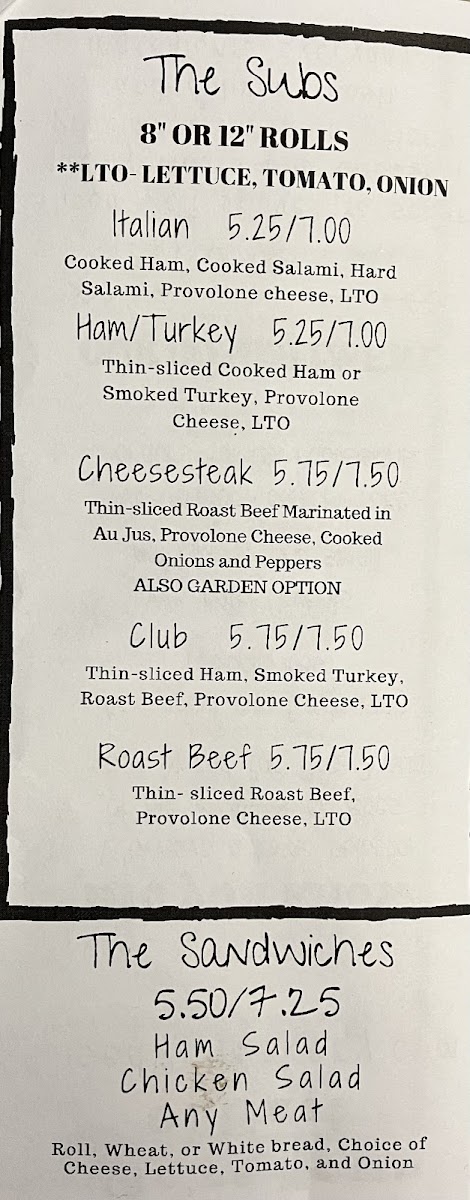 The Subs
8" OR 12" ROLLS
**LTO- LETTUCE, TOMATO, ONION
Italian 5.25/7.00
Cooked Ham, Cooked Salami, Hard
Salami, Provolone cheese, LTO
Ham/Turkey 5.25/7.00
Thin-sliced Cooked Ham or
Smoked Turkey, Provolone
Cheese, LTO
Cheesesteak 5.75/7.50
Thin-sliced Roast Beef Marinated in
Au Jus, Provolone Cheese, Cooked
Onions and Peppers
ALSO GARDEN OPTION
Club 5.75/7.50
Thin-sliced Ham, Smoked Turkey,
Roast Beef, Provolone Cheese, LTO
Roast Beef 5.75/7.50
Thin- sliced Roast Beef,
Provolone Cheese, LTO
The Sandwiches
5.50/7.25
Ham Salad
Chicken Salad
Any Meat
Roll, Wheat, or White bread, Choice of
Cheese, Lettuce, Tomato, and Onion